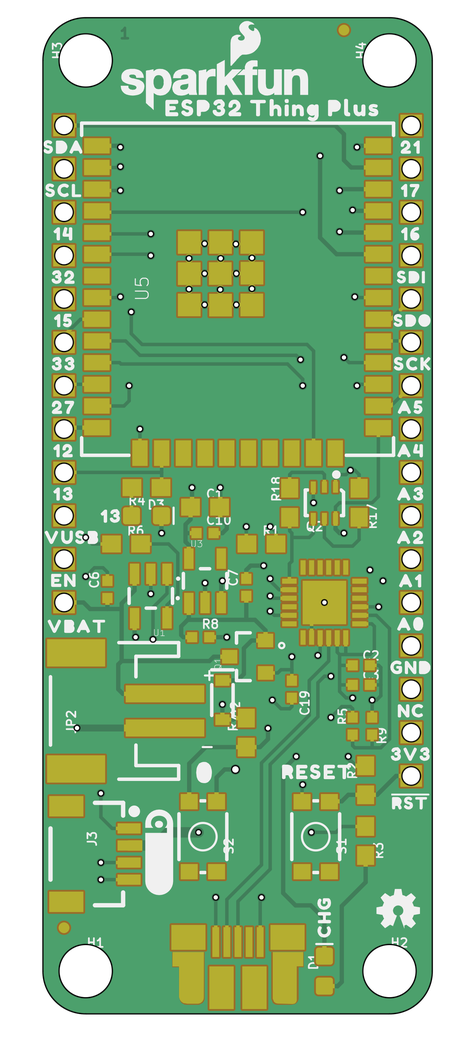 1
H3
H4
sparkfun
ESP32 Thing Plus
SDA
21
SCL
17
14
16
32
SDI
U5
15
SDO
33
SCK
27
A5
12
A4
13
A3
R4
D3
C1
R18
Q2
R17
13
R6
C10
R1
VUSB
A2
U3
EN
A1
C6
C7
U1
VBAT
A0
R8
GND
C2
C3
NC
C19
JP2
R5
R9
3V3
RESET
R2
RST
J3
S2
S1
R3
CHG
D1
H1
H2